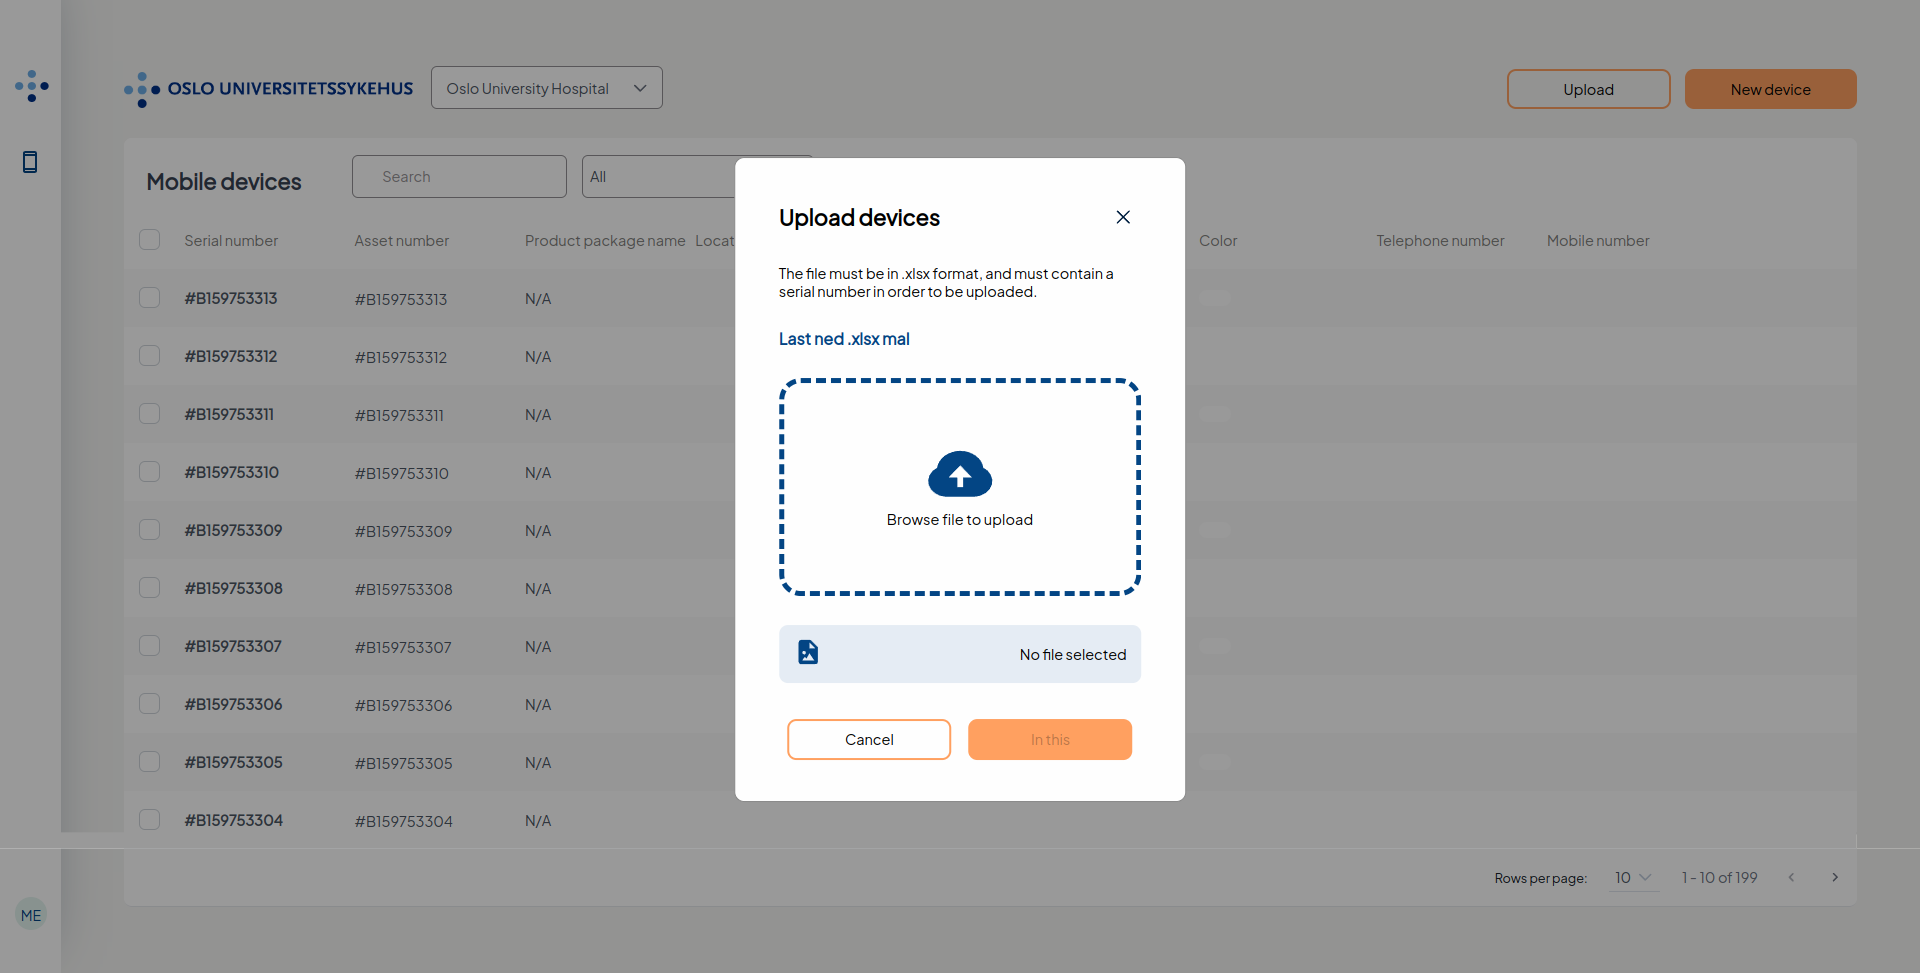 OSLO UNIVERSITETSSYKEHUS
Oslo University Hospital
Upload
New device
Mobile devices
Search
All
Serial number
Asset number
Product package name
Locat
Color
Telephone number
Mobile number
#B159753313 #B159753313 N/A
#B159753312 #B159753312 N/A
#B159753311 #B159753311 N/A
#B159753310 #B159753310 N/A
#B159753309 #B159753309 N/A
#B159753308 #B159753308 N/A
#B159753307 #B159753307 N/A
#B159753306 #B159753306 N/A
#B159753305 #B159753305 N/A
#B159753304 #B159753304 N/A
Upload devices
The file must be in .xlsx format, and must contain a
serial number in order to be uploaded.
Last ned .xlsx mal
Browse file to upload
No file selected
Cancel
In this
Rows per page: 10 1 - 10 of 199
ME